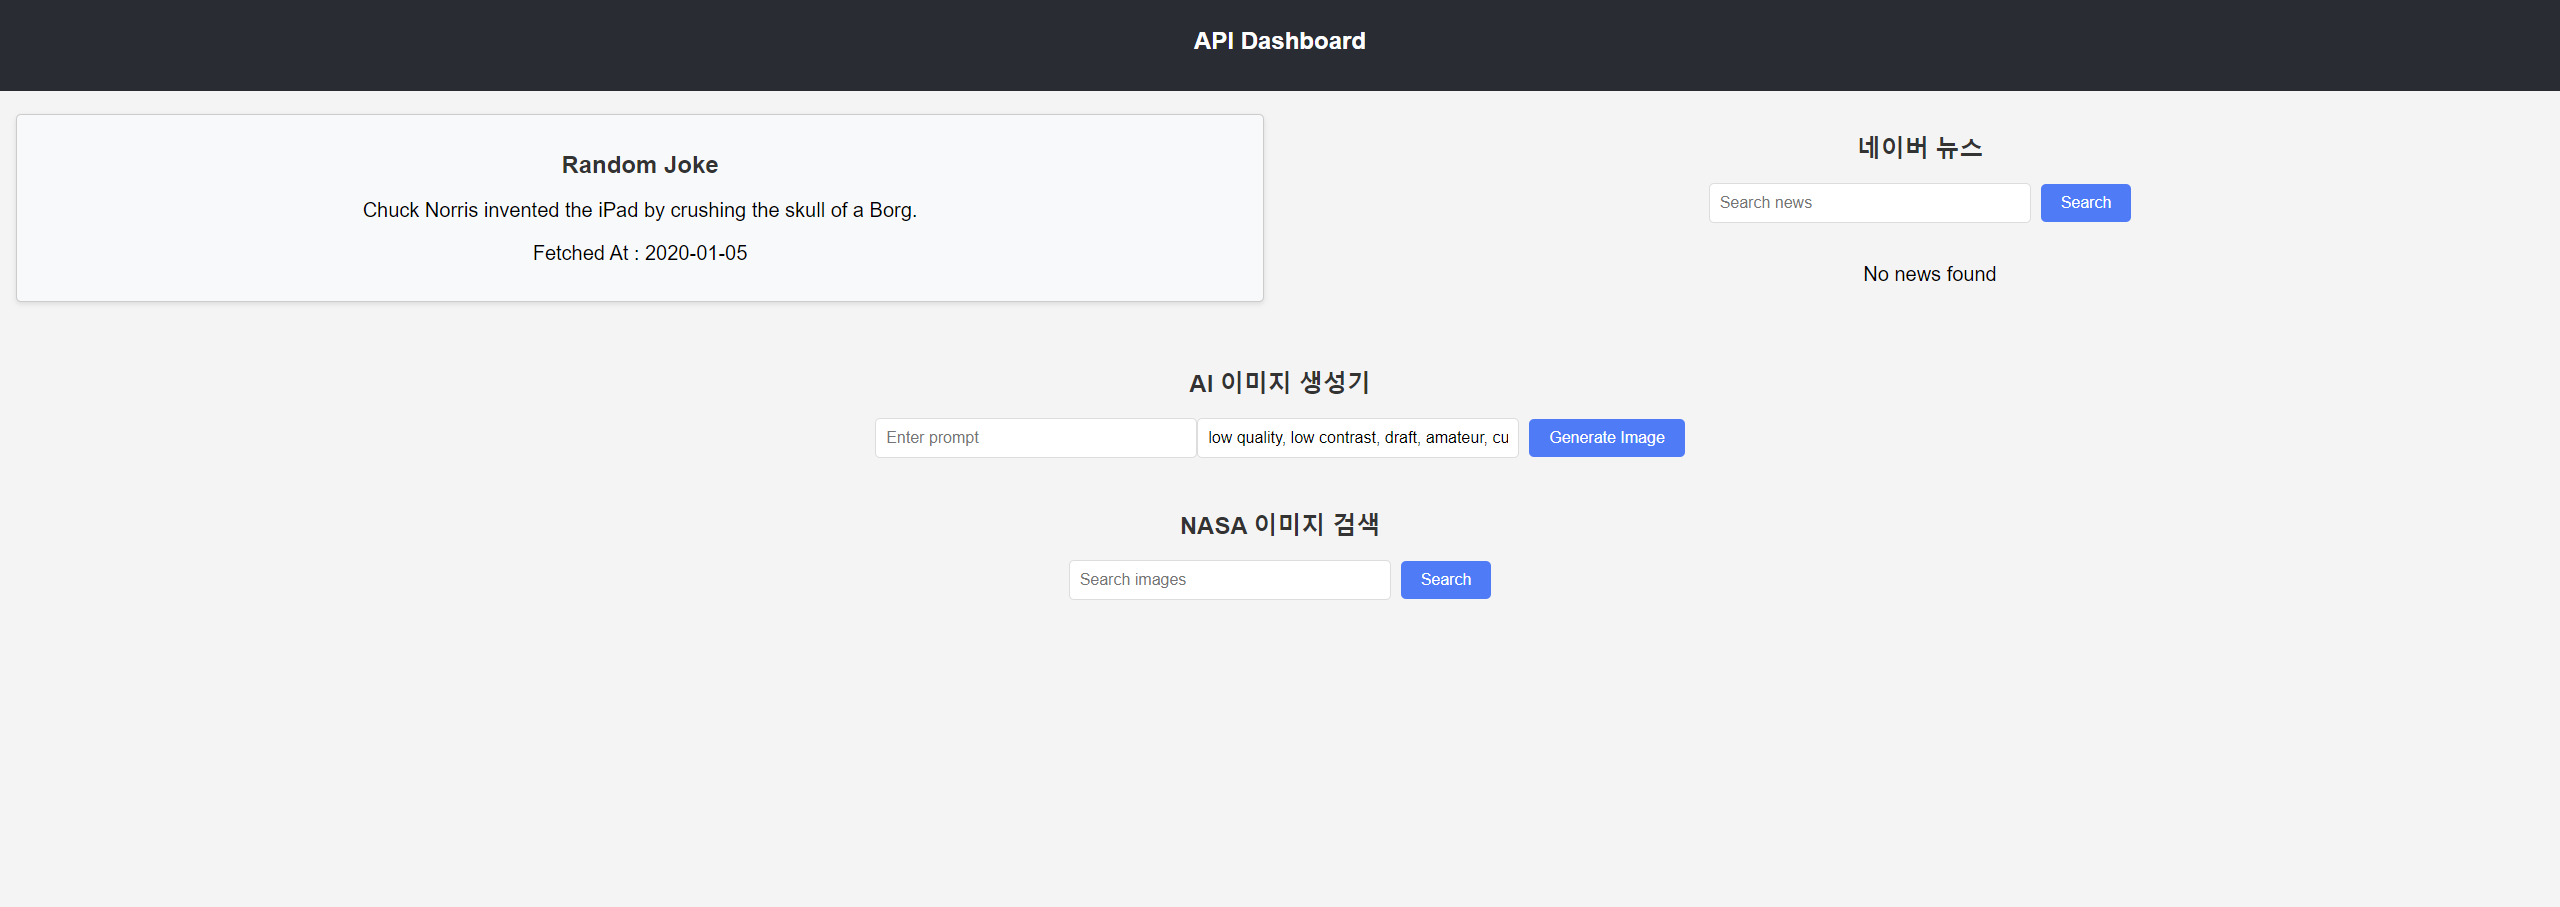 API Dashboard
Random Joke
Chuck Norris invented the iPad by crushing the skull of a Borg.
Fetched At : 2020-01-05
네이버 뉴스
Search news
Search
No news found
AI 이미지 생성기
Enter prompt
low quality, low contrast, draft, amateur, cu
Generate Image
NASA 이미지 검색
Search images
Search